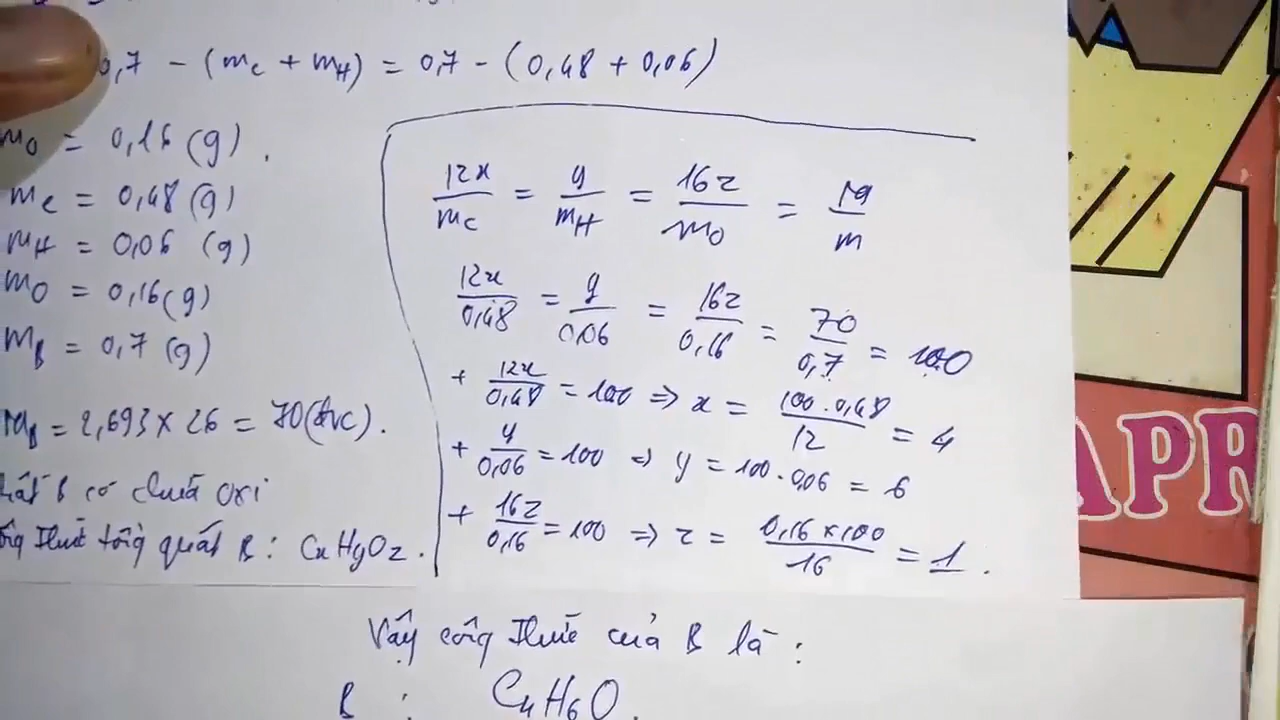 0,7 - (mC + mH) = 0,7 - (0,48 + 0,06)
mO = 0,16 (g).
mC = 0,48 (g)
mH = 0,06 (g)
mO = 0,16 (g)
mB = 0,7 (g)
MB = 2,693 x 26 = 70 (đvc).
B có chứa oxi
thức tổng quát B : CxHyOz.
12x/mC = y/mH = 16z/mO = M/m
12x/0,48 = y/0,06 = 16z/0,16 = 70/0,7 = 100
+ 12x/0,48 = 100 => x = 100.0,48/12 = 4
+ y/0,06 = 100 => y = 100.0,06 = 6
+ 16z/0,16 = 100 => z = 0,16x100/16 = 1.
Vậy công thức của B là :
B : C4H6O.
APR